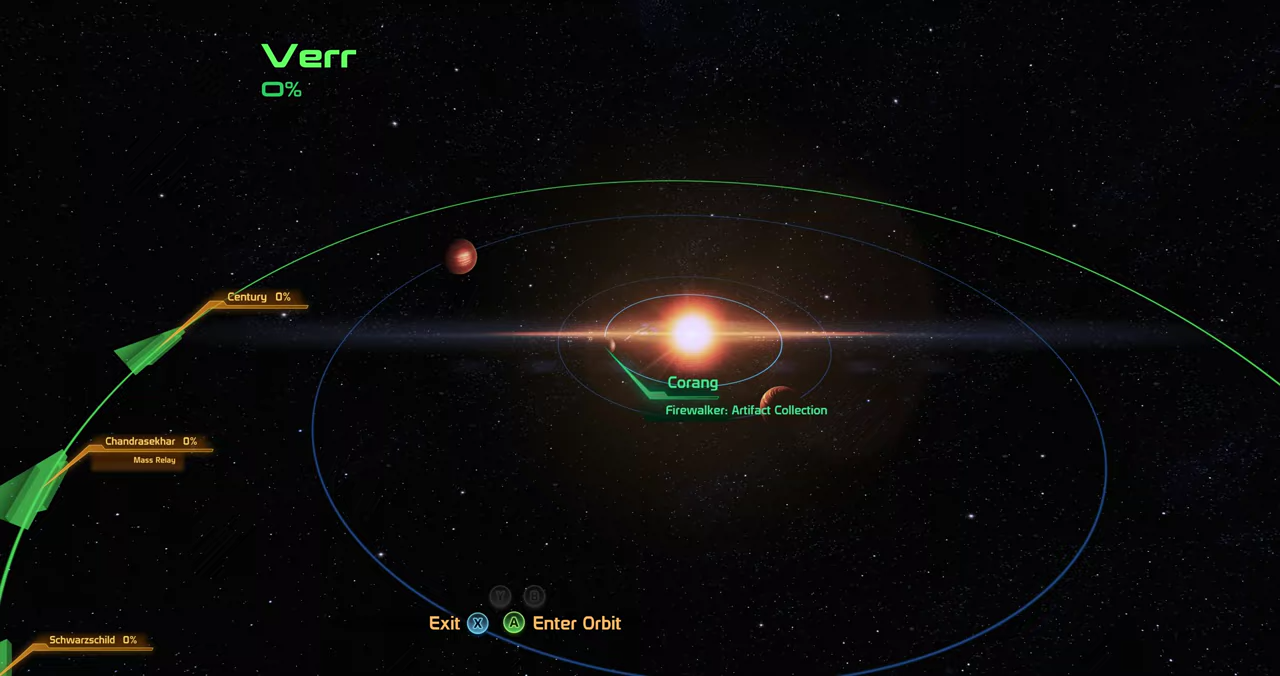 Verr
0%
Century 0%
Corang
Firewalker: Artifact Collection
Chandrasekhar 0%
Mass Relay
Y B
Exit X A Enter Orbit
Schwarzschild 0%